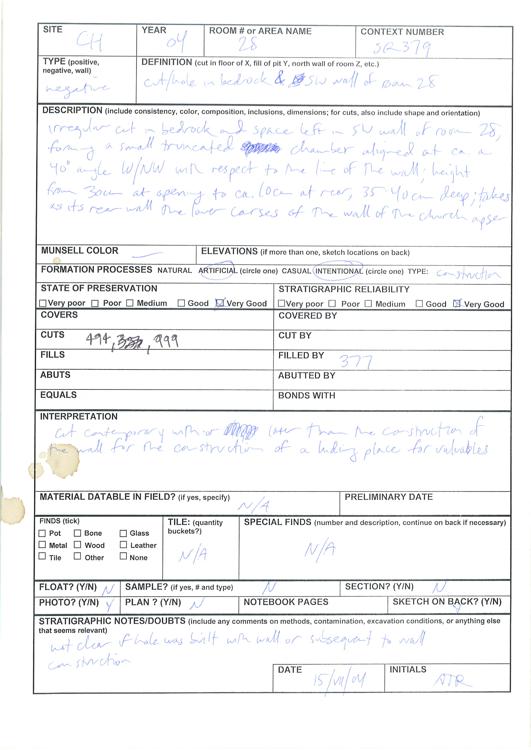 SITE
CH
YEAR
04
ROOM # or AREA NAME
28
CONTEXT NUMBER
SR379
TYPE (positive, negative, wall)
negative
DEFINITION (cut in floor of X, fill of pit Y, north wall of room Z, etc.)
cut/hole in bedrock & SW wall of room 28
DESCRIPTION (include consistency, color, composition, inclusions, dimensions; for cuts, also include shape and orientation)
irregular cut in bedrock and space left in SW wall of room 28,
forming a small truncated chamber aligned at ca. a
40° angle W/NW with respect to the line of the wall; height
from 30cm at opening to ca. 10cm at rear, 35-40cm deep; takes
as its rear wall the lower corses of the wall of the church apse
MUNSELL COLOR
ELEVATIONS (if more than one, sketch locations on back)
FORMATION PROCESSES NATURAL ARTIFICIAL (circle one) CASUAL INTENTIONAL (circle one) TYPE: construction
STATE OF PRESERVATION
STRATIGRAPHIC RELIABILITY
Very poor Poor Medium Good Very Good
Very poor Poor Medium Good Very Good
COVERS
COVERED BY
CUTS 494, , 999
CUT BY
FILLS
FILLED BY 377
ABUTS
ABUTTED BY
EQUALS
BONDS WITH
INTERPRETATION
cut contemporary with or later than the construction of
the wall for the construction of a hiding place for valuables
MATERIAL DATABLE IN FIELD? (if yes, specify)
N/A
PRELIMINARY DATE
FINDS (tick)
Pot Bone Glass
Metal Wood Leather
Tile Other None
TILE: (quantity buckets?)
N/A
SPECIAL FINDS (number and description, continue on back if necessary)
N/A
FLOAT? (Y/N) N
SAMPLE? (if yes, # and type) N
SECTION? (Y/N) N
PHOTO? (Y/N) Y
PLAN ? (Y/N) N
NOTEBOOK PAGES
SKETCH ON BACK? (Y/N) Y
STRATIGRAPHIC NOTES/DOUBTS (include any comments on methods, contamination, excavation conditions, or anything else
that seems relevant)
not clear if hole was built with wall or subsequent to wall
construction
DATE
15/VII/04
INITIALS
ATR